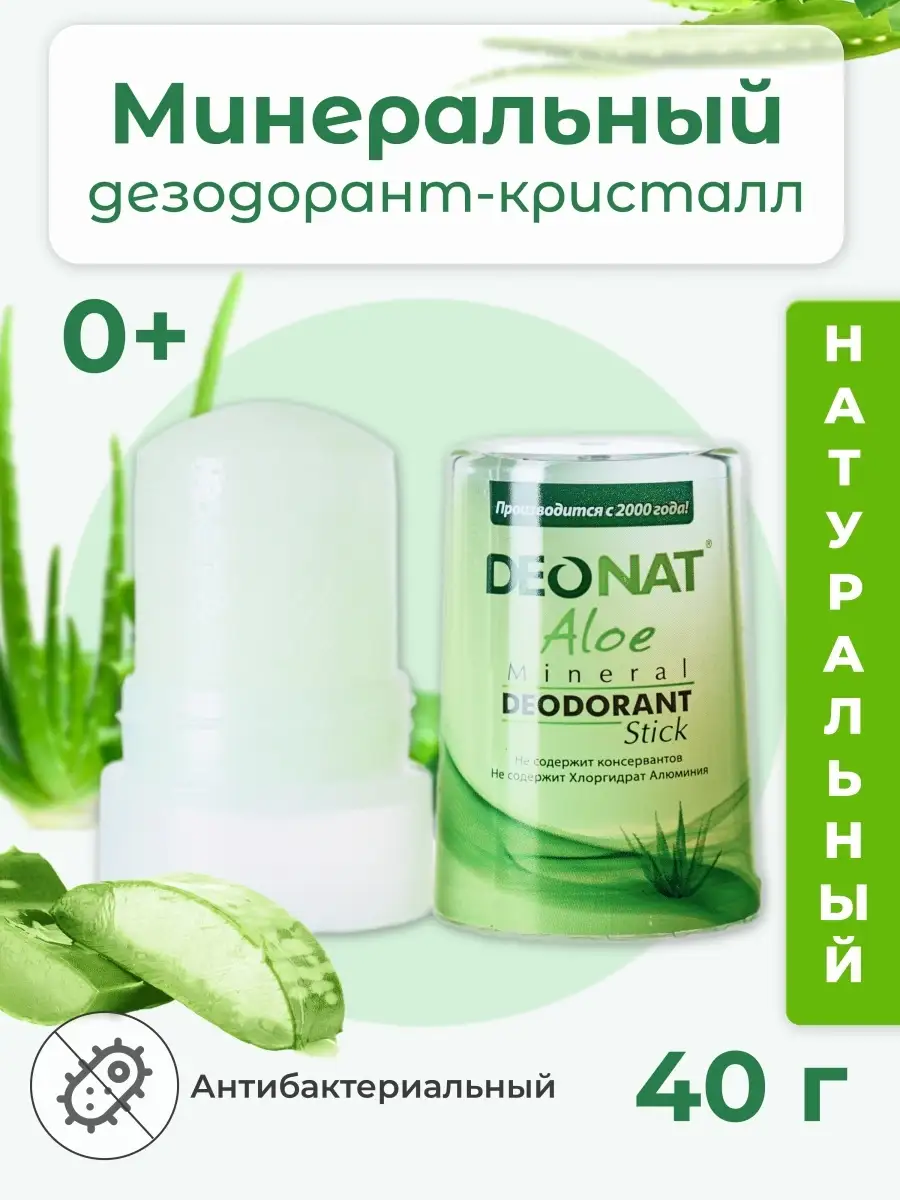 Минеральный
дезодорант-кристалл
0+
НАТУРАЛЬНЫЙ
Производится с 2000 года!
DEONAT®
Aloe
Mineral
DEODORANT
Stick
Не содержит консервантов
Не содержит Хлоргидрат Алюминия
Антибактериальный
40 г